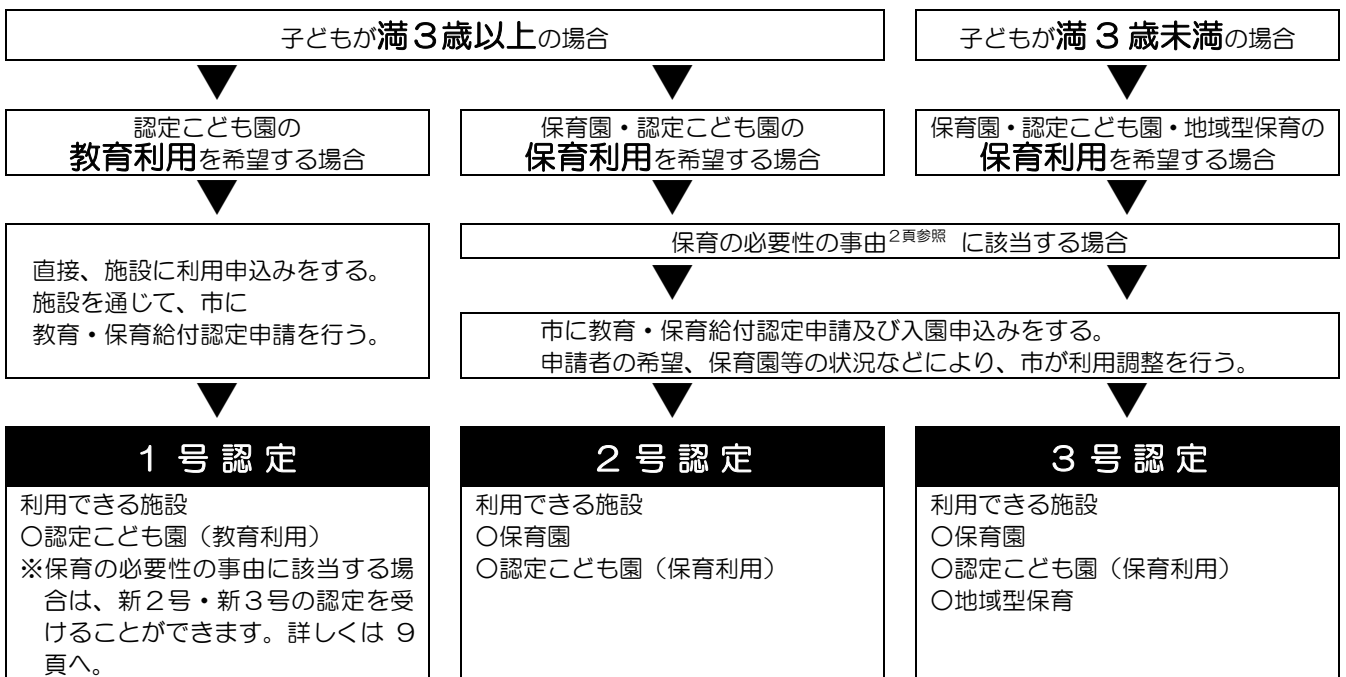 子どもが満３歳以上の場合
子どもが満 3 歳未満の場合
認定こども園の
教育利用を希望する場合
保育園・認定こども園の
保育利用を希望する場合
保育園・認定こども園・地域型保育の
保育利用を希望する場合
直接、施設に利用申込みをする。
施設を通じて、市に
教育・保育給付認定申請を行う。
保育の必要性の事由2頁参照 に該当する場合
市に教育・保育給付認定申請及び入園申込みをする。
申請者の希望、保育園等の状況などにより、市が利用調整を行う。
１号認定
利用できる施設
○認定こども園（教育利用）
※保育の必要性の事由に該当する場
合は、新２号・新３号の認定を受
けることができます。詳しくは 9
頁へ。
２号認定
利用できる施設
○保育園
○認定こども園（保育利用）
３号認定
利用できる施設
○保育園
○認定こども園（保育利用）
○地域型保育